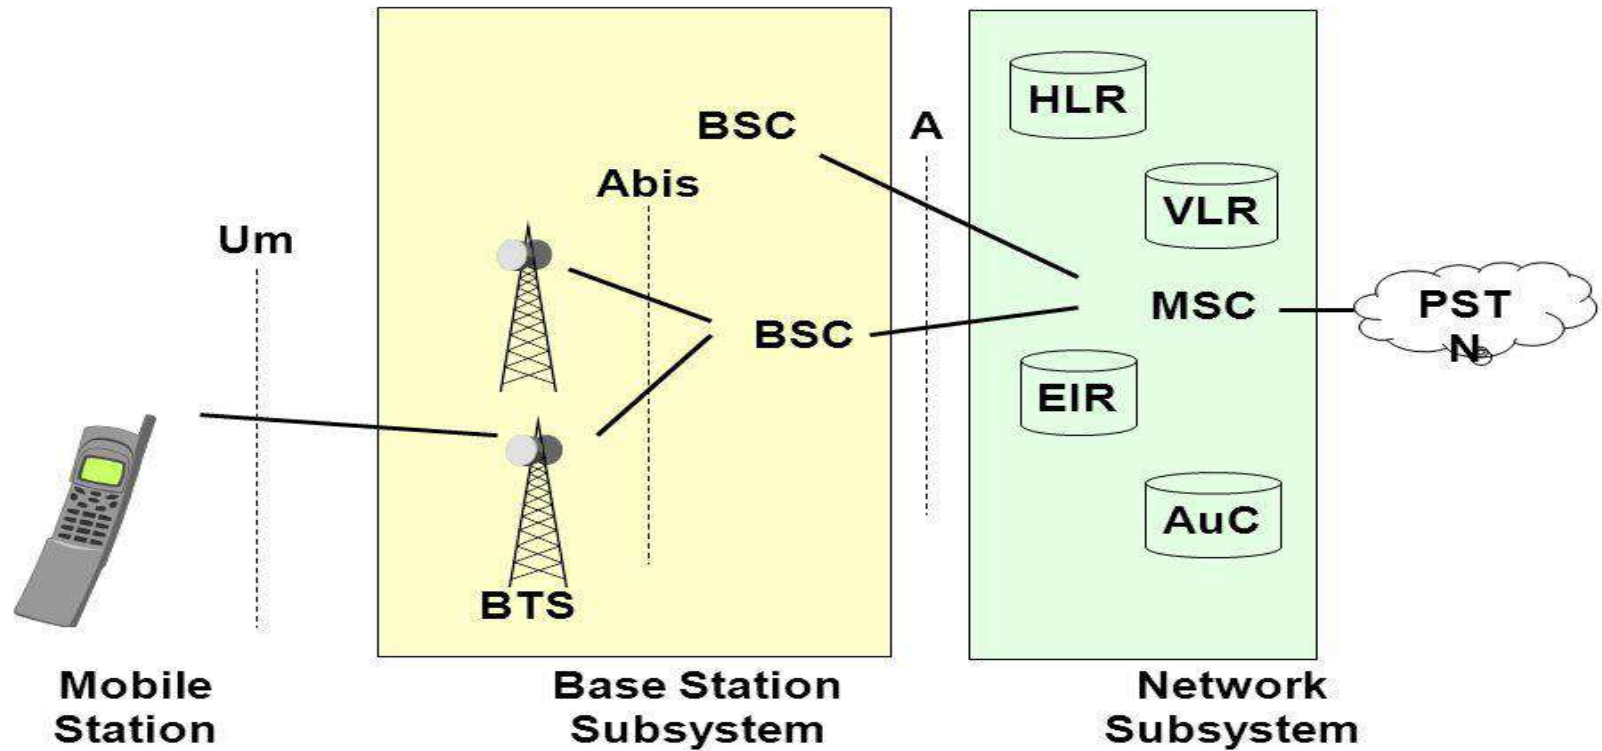 HLR
BSC
A
Abis
VLR
Um
MSC
PST
N
BSC
EIR
AuC
BTS
Mobile
Station
Base Station
Subsystem
Network
Subsystem